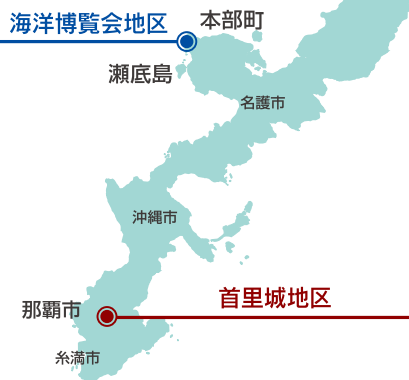 海洋博覧会地区
本部町
瀬底島
名護市
沖縄市
首里城地区
那覇市
糸満市